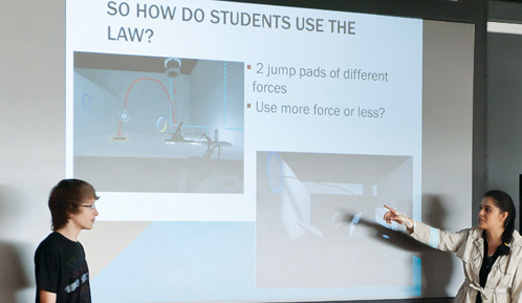 SO HOW DO STUDENTS USE THE
LAW?
2 jump pads of different
forces
Use more force or less?